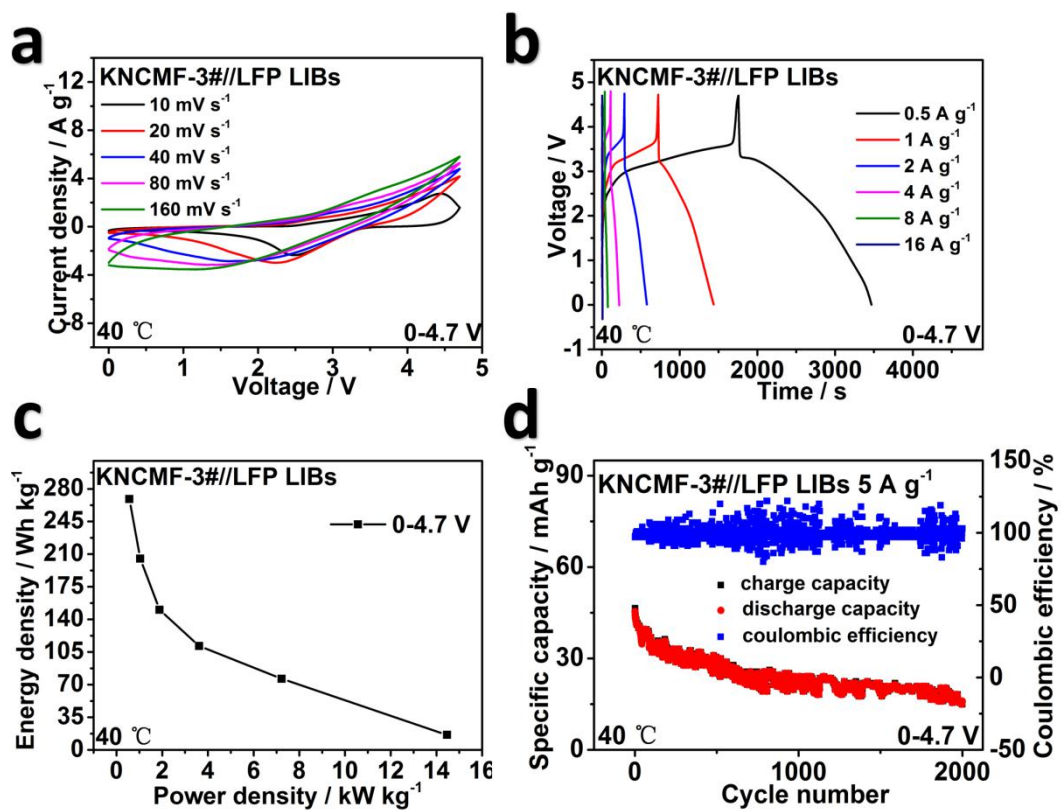 a
KNCMF-3#//LFP LIBs
10 mV s-1
20 mV s-1
40 mV s-1
80 mV s-1
160 mV s-1
Current density / A g-1
12
8
4
0
-4
-8
40 ℃
0-4.7 V
0 1 2 3 4 5
Voltage / V
b
KNCMF-3#//LFP LIBs
0.5 A g-1
1 A g-1
2 A g-1
4 A g-1
8 A g-1
16 A g-1
Voltage / V
5
4
3
2
1
0
-1
40 ℃
0-4.7 V
0 1000 2000 3000 4000
Time / s
c
KNCMF-3#//LFP LIBs
0-4.7 V
Energy density / Wh kg-1
280
245
210
175
140
105
70
35
0
40 ℃
0 2 4 6 8 10 12 14 16
Power density / kW kg-1
d
KNCMF-3#//LFP LIBs 5 A g-1
charge capacity
discharge capacity
coulombic efficiency
Specific capacity / mAh g-1
90
60
30
0
Coulombic efficiency / %
150
100
50
0
-50
40 ℃
0-4.7 V
0 1000 2000
Cycle number